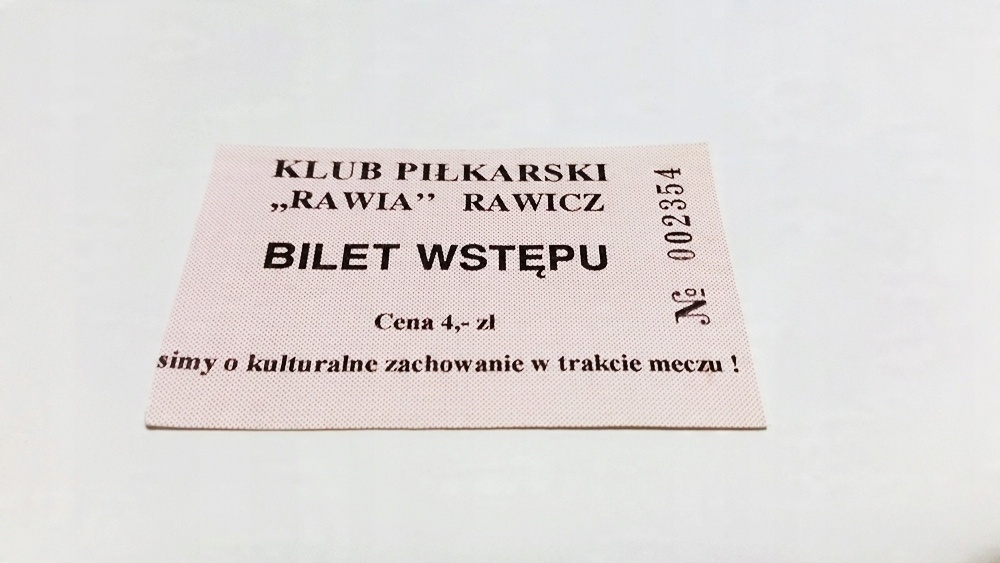 KLUB PIŁKARSKI
„RAWIA” RAWICZ
BILET WSTĘPU
Cena 4,- zł
simy o kulturalne zachowanie w trakcie meczu !
№ 002354